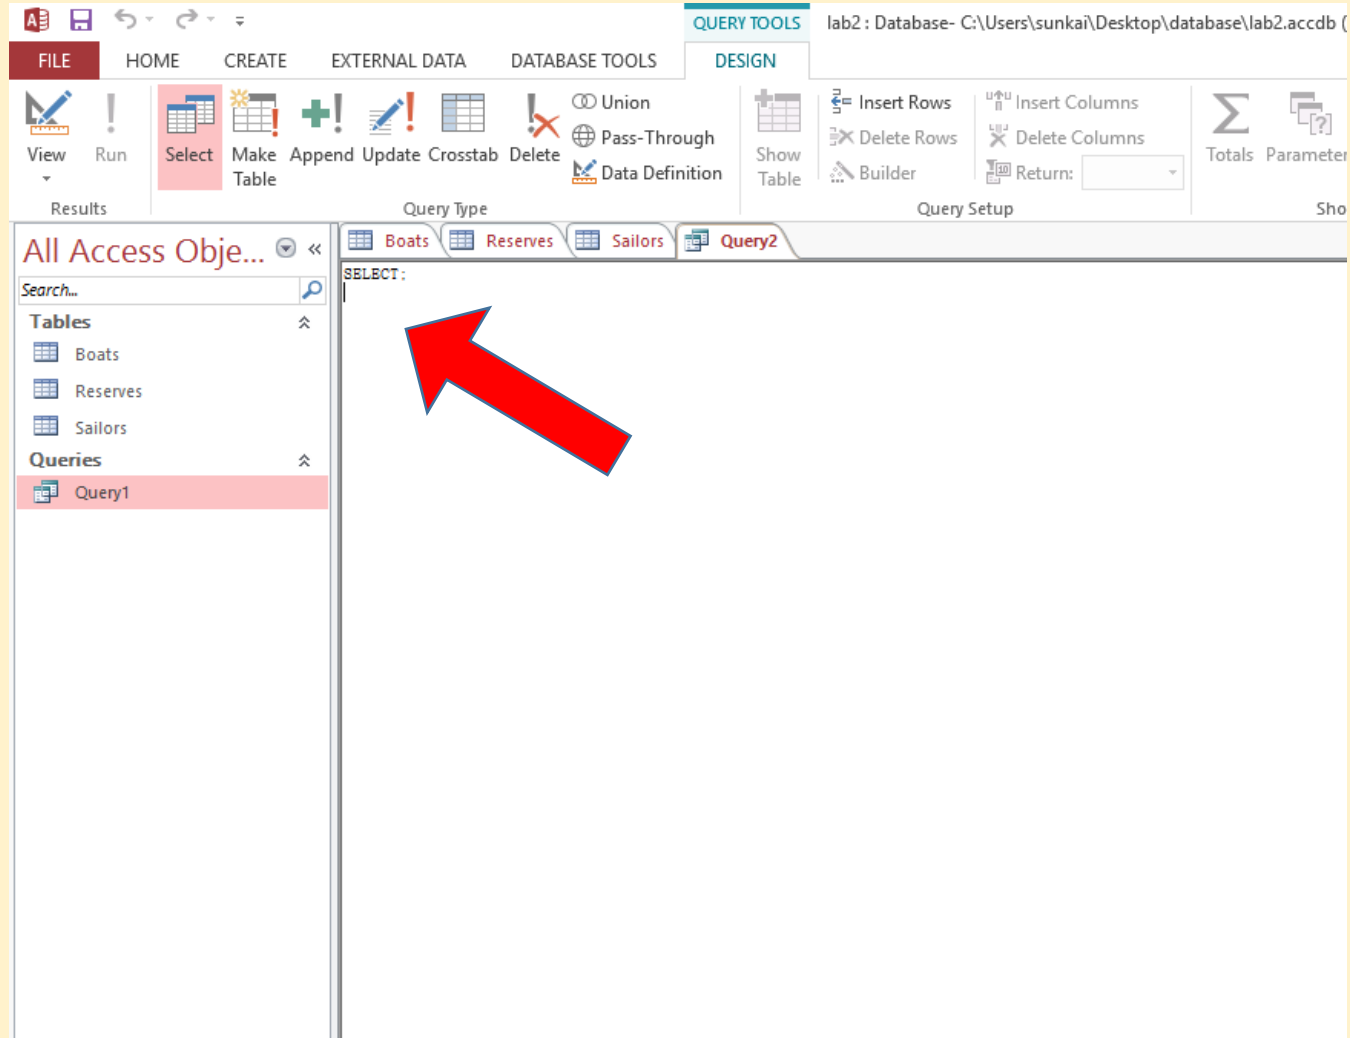 QUERY TOOLS lab2 : Database- C:\Users\sunkai\Desktop\database\lab2.accdb (
FILE HOME CREATE EXTERNAL DATA DATABASE TOOLS DESIGN
View Run Select Make Table Append Update Crosstab Delete
Union
Pass-Through
Data Definition
Show Table
Insert Rows
Delete Rows
Builder
Insert Columns
Delete Columns
Return:
Totals Parameter
Results Query Type Query Setup Sho
All Access Obje... «
Search...
Tables
Boats
Reserves
Sailors
Queries
Query1
Boats Reserves Sailors Query2
SELECT;